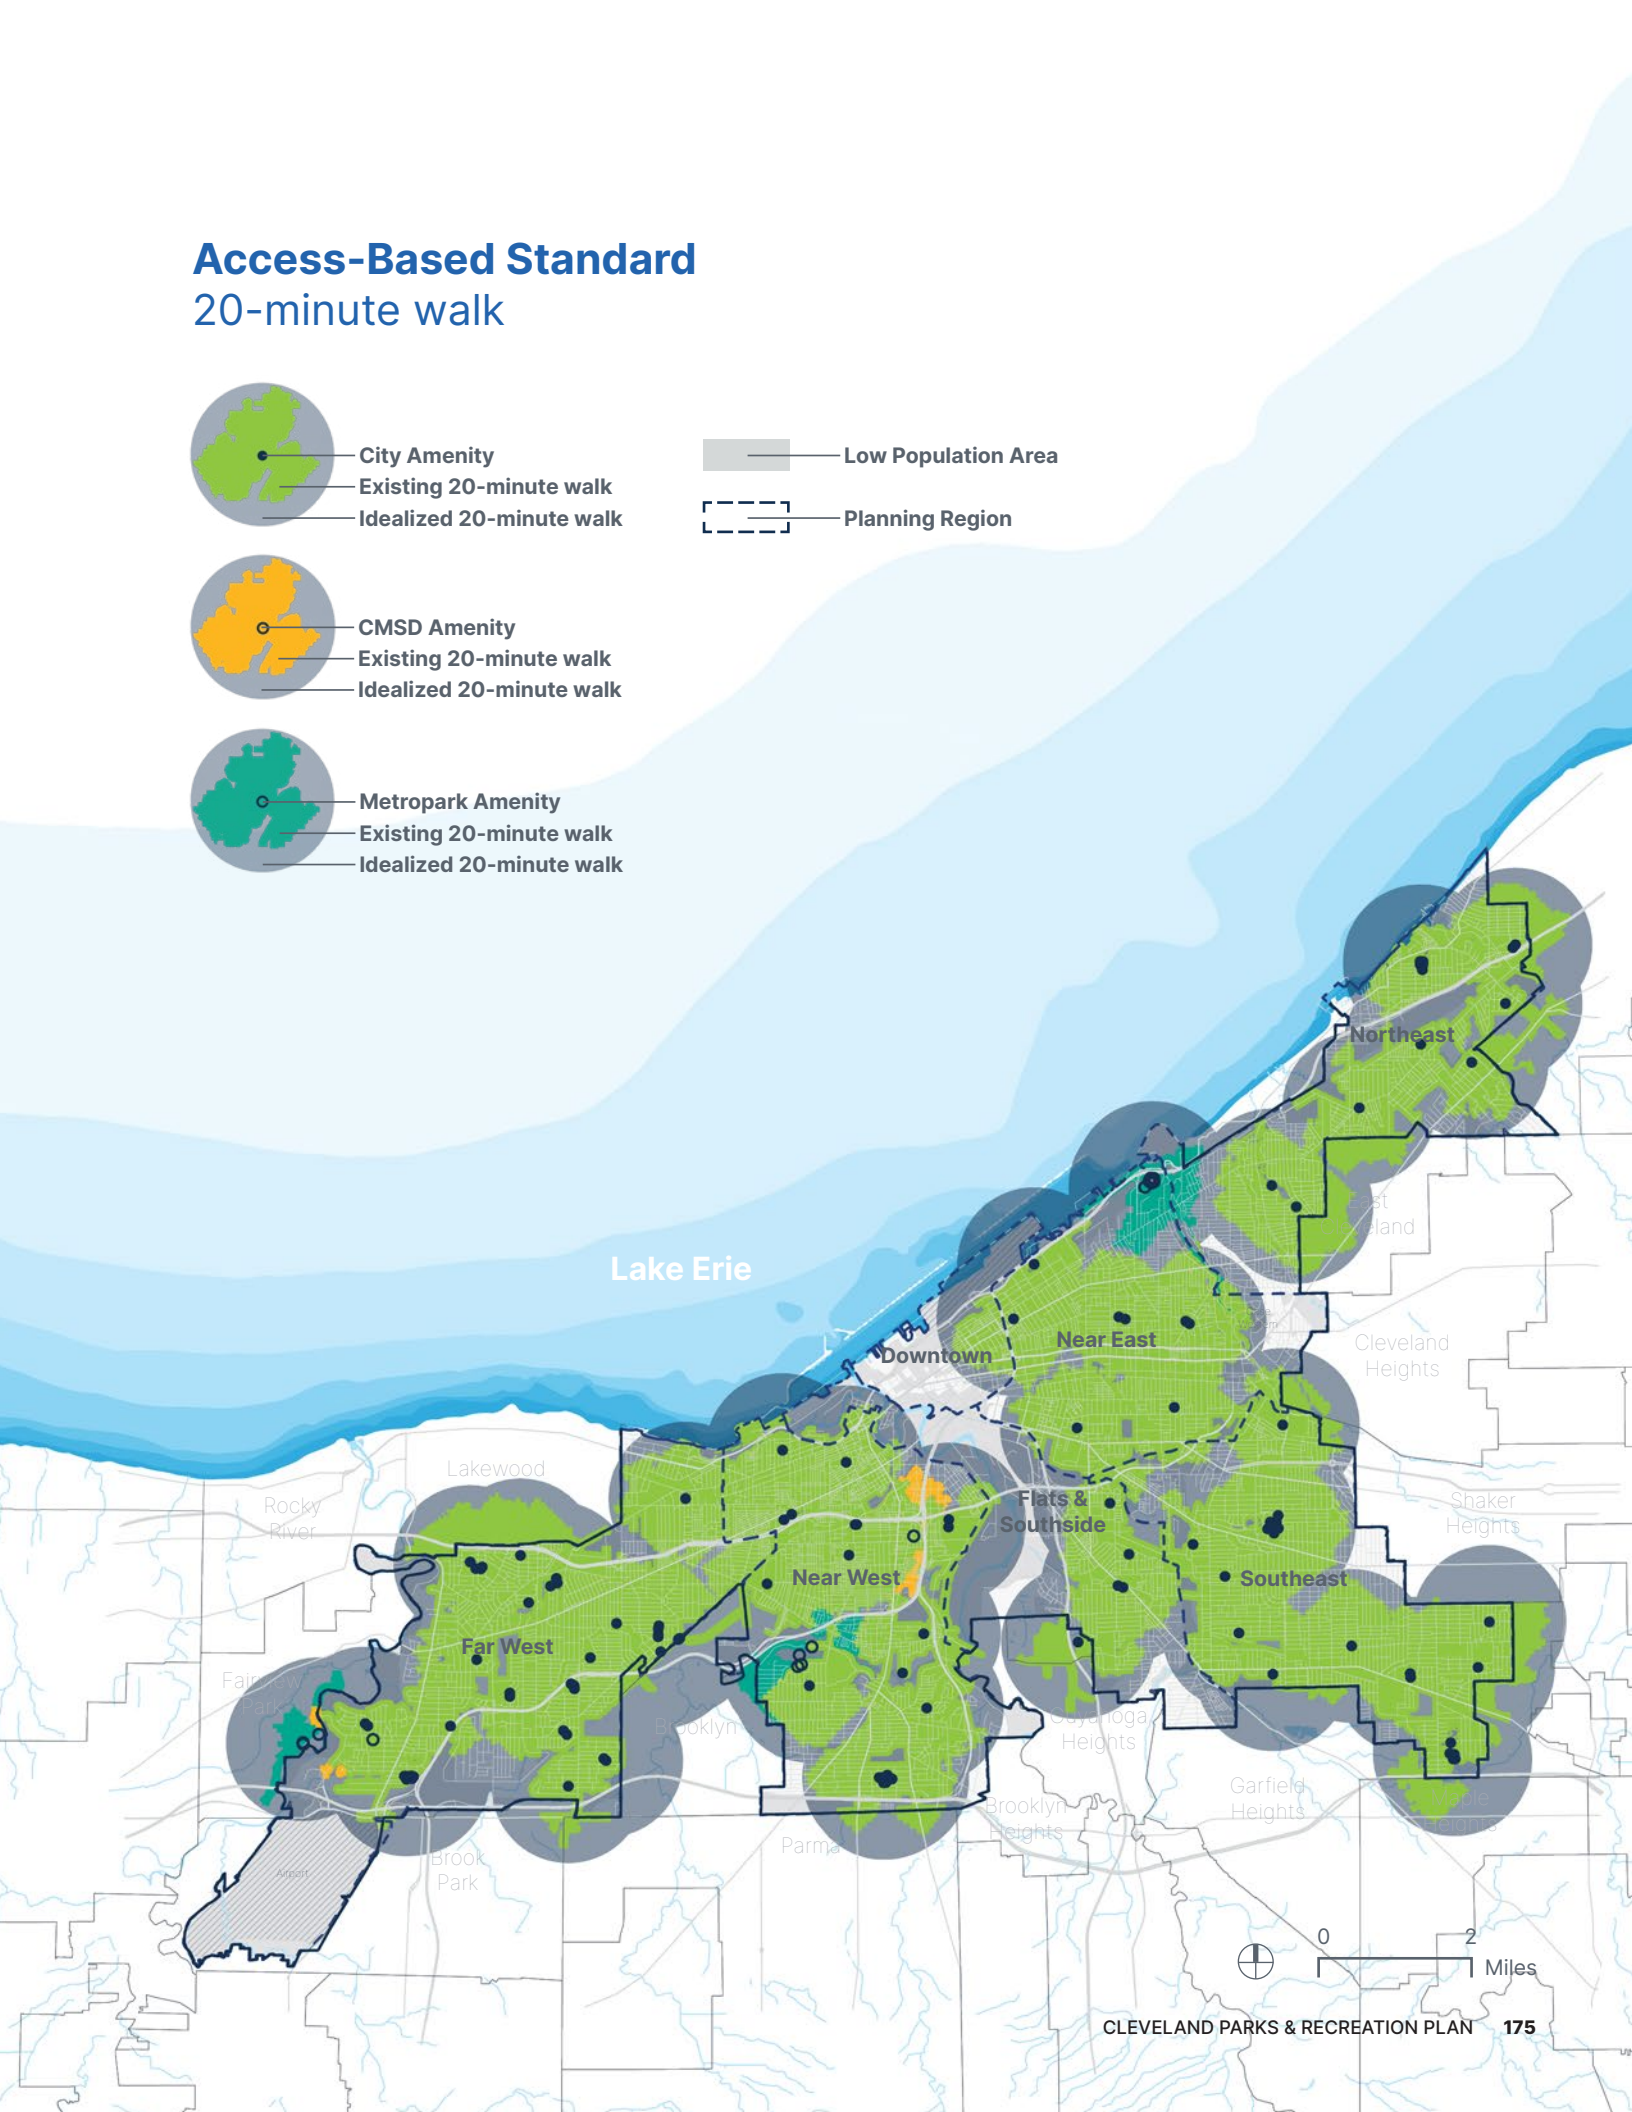 Access-Based Standard
20-minute walk
City Amenity
Existing 20-minute walk
Idealized 20-minute walk
Low Population Area
Planning Region
CMSD Amenity
Existing 20-minute walk
Idealized 20-minute walk
Metropark Amenity
Existing 20-minute walk
Idealized 20-minute walk
Northeast
Lake Erie
Near East
Downtown
Cleveland
Heights
Lakewood
Rocky
River
Flats &
Southside
Shaker
Heights
Near West
Southeast
Far West
Brooklyn
Cuyahoga
Heights
Garfield
Heights
Brooklyn
Heights
Parma
Brook
Park
Airport
0
2
Miles
CLEVELAND PARKS & RECREATION PLAN 175